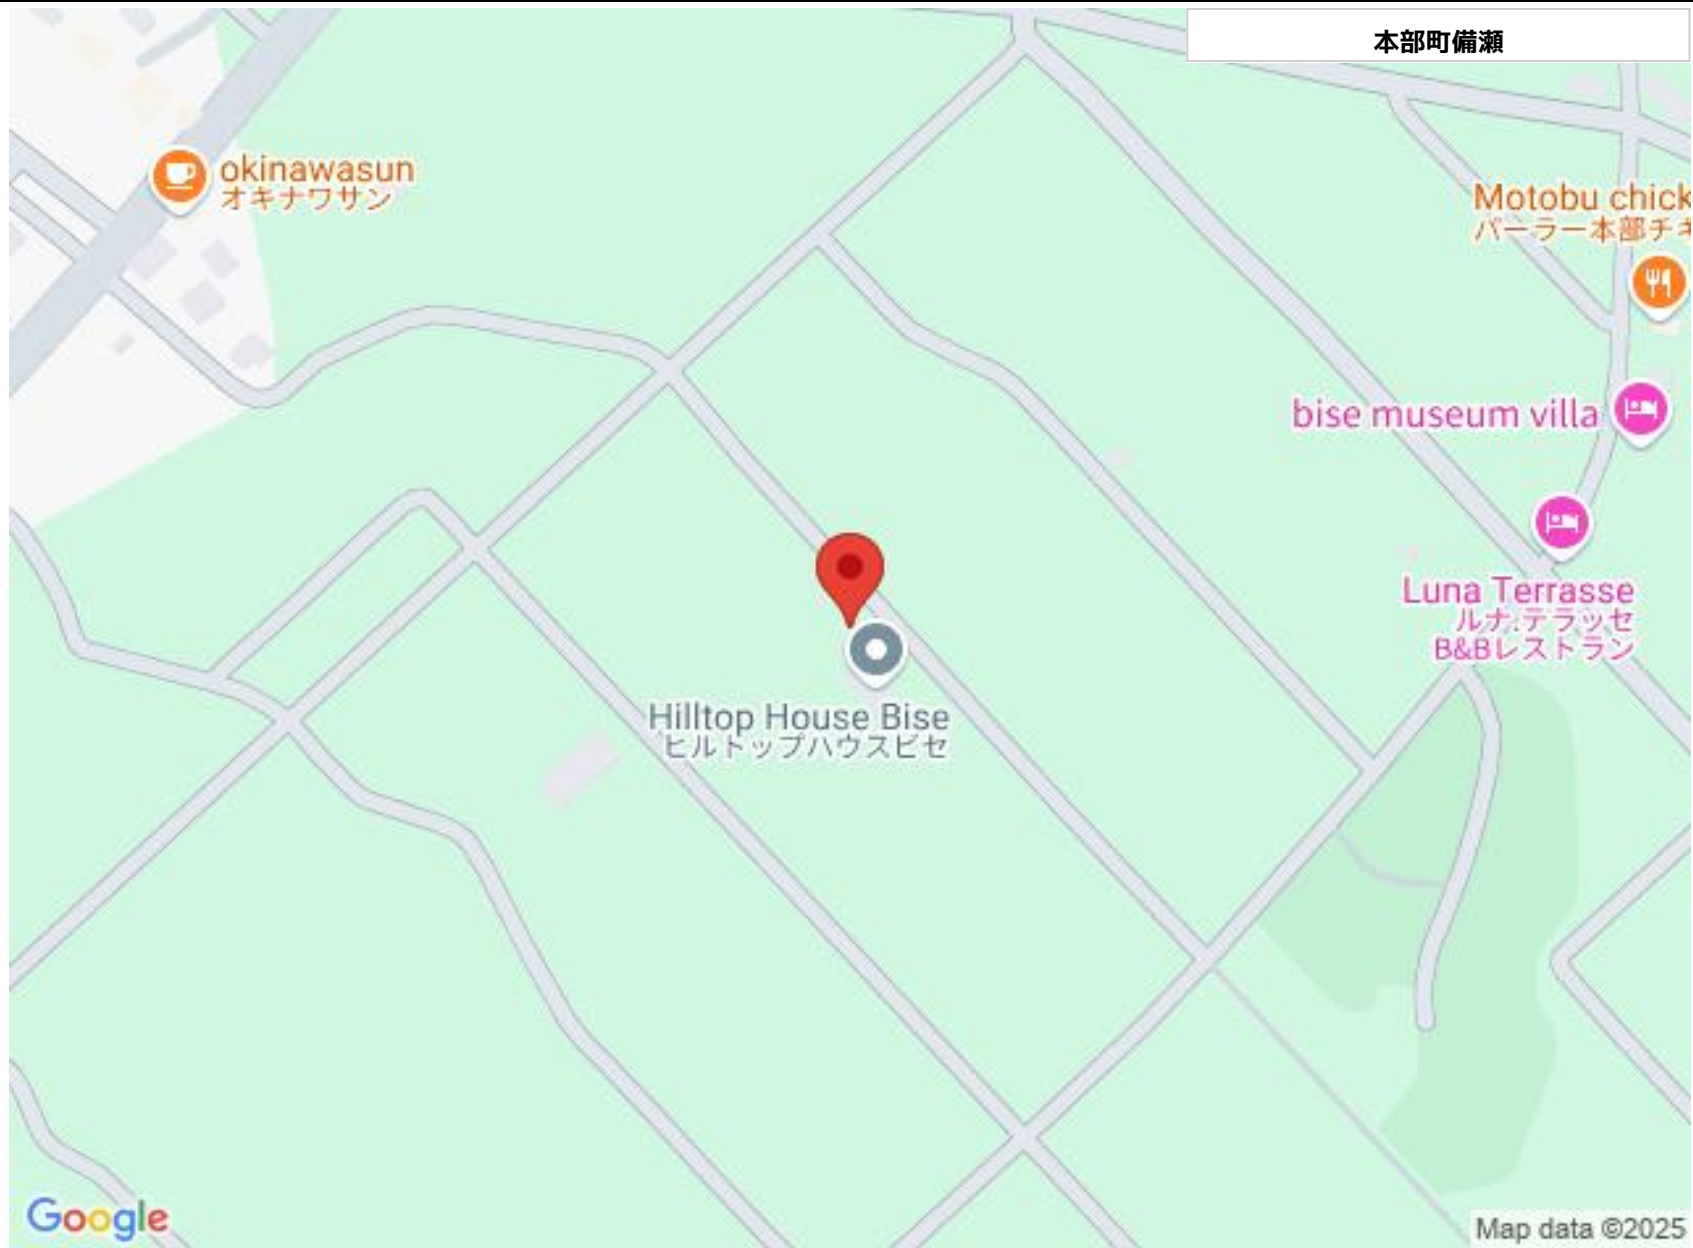 本部町備瀬
okinawasun
オキナワサン
Motobu chick
パーラー本部チキ
bise museum villa
Luna Terrasse
ルナ.テラッセ
B&Bレストラン
Hilltop House Bise
ヒルトップハウスビセ
Google
Map data ©2025